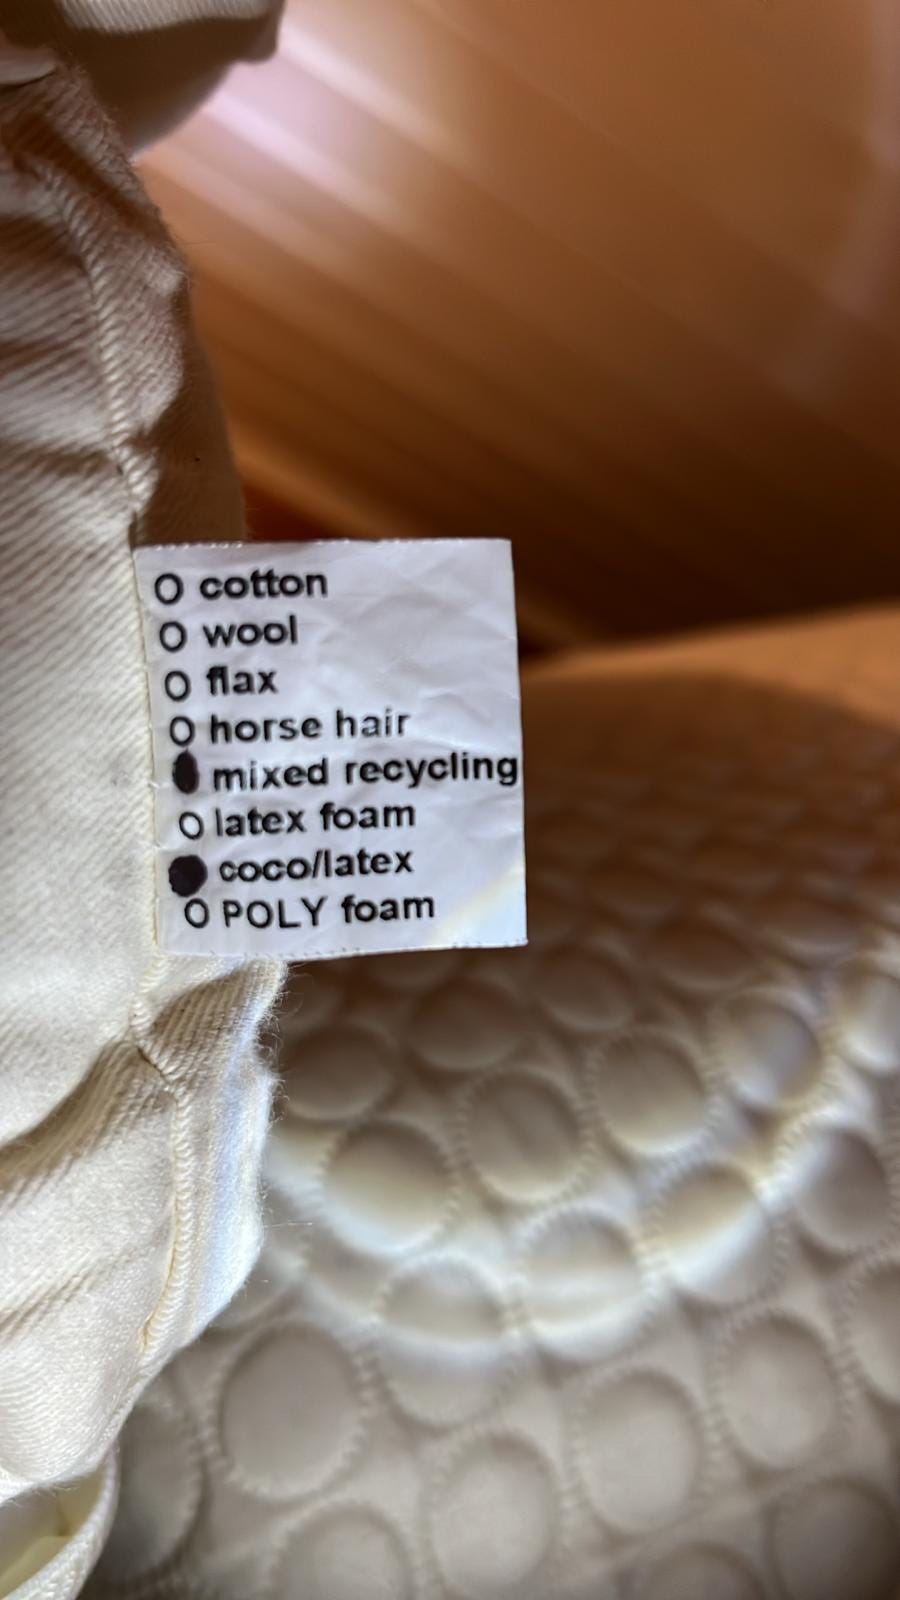 O cotton
O wool
O flax
O horse hair
● mixed recycling
O latex foam
● coco/latex
O POLY foam